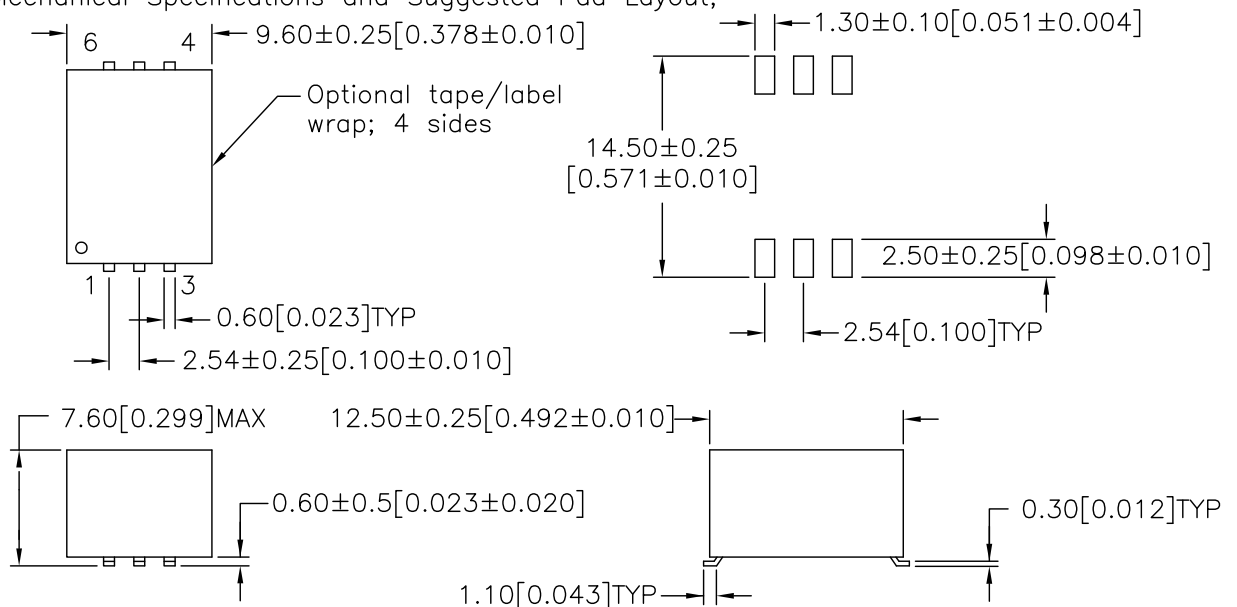 Mechanical Specifications and Suggested Pad Layout;
6 4
9.60±0.25[0.378±0.010]
Optional tape/label
wrap; 4 sides
1 3
0.60[0.023]TYP
2.54±0.25[0.100±0.010]
1.30±0.10[0.051±0.004]
14.50±0.25
[0.571±0.010]
2.50±0.25[0.098±0.010]
2.54[0.100]TYP
7.60[0.299]MAX
0.60±0.5[0.023±0.020]
12.50±0.25[0.492±0.010]
0.30[0.012]TYP
1.10[0.043]TYP